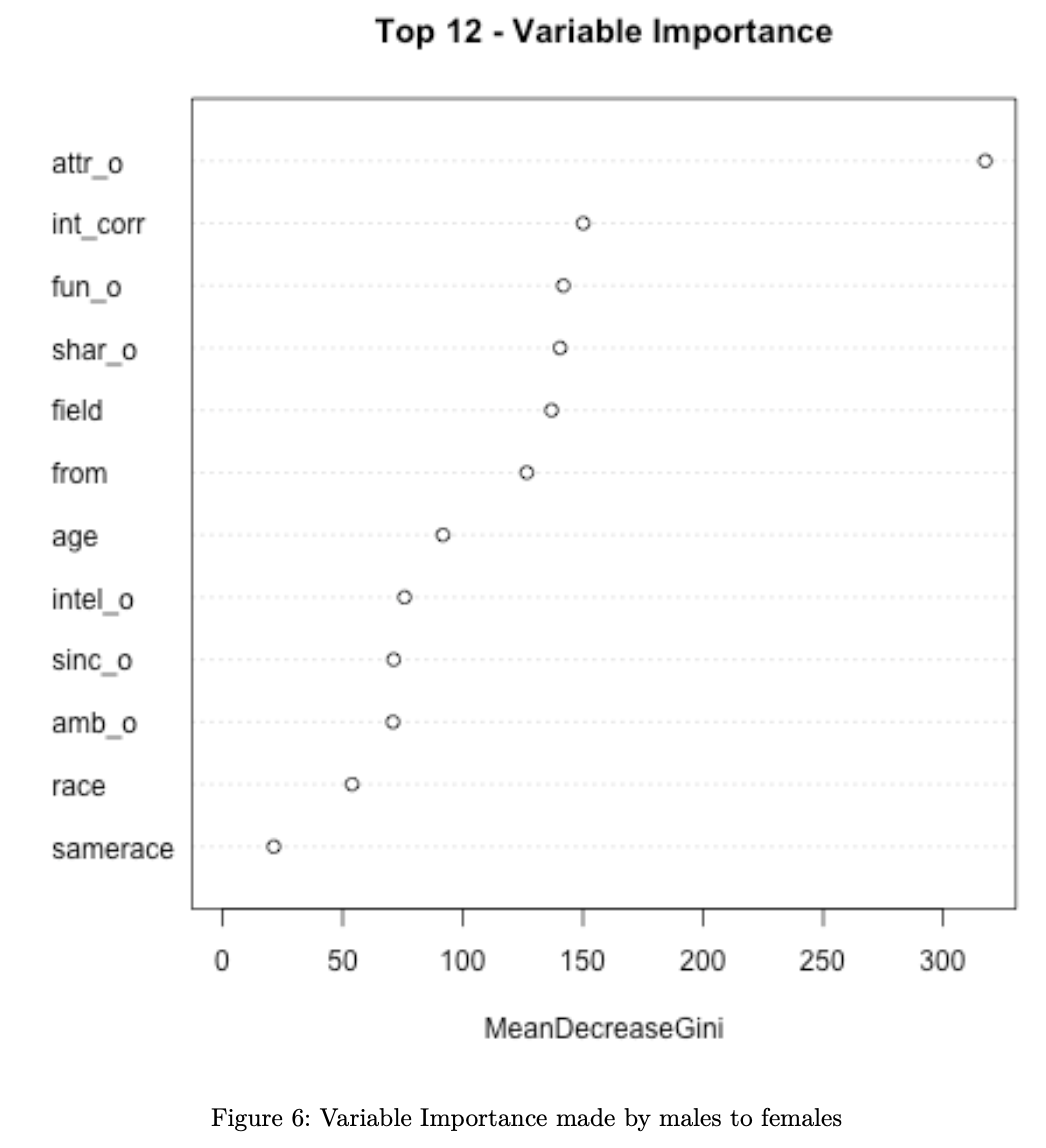 Top 12 - Variable Importance
attr_o
int_corr
fun_o
shar_o
field
from
age
intel_o
sinc_o
amb_o
race
samerace
0 50 100 150 200 250 300
MeanDecreaseGini
Figure 6: Variable Importance made by males to females